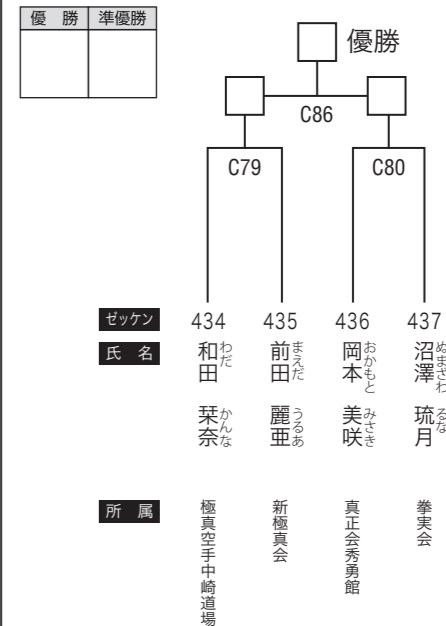 優 勝 準優勝
優勝
C86
C79 C80
ゼッケン 434 435 436 437
氏 名
和田 栞奈
わだ かんな
前田 麗亜
まえだ うるあ
岡本 美咲
おかもと みさき
沼澤 琉月
ぬまざわ るな
所 属
極真空手中崎道場
新極真会
真正会秀勇館
拳実会